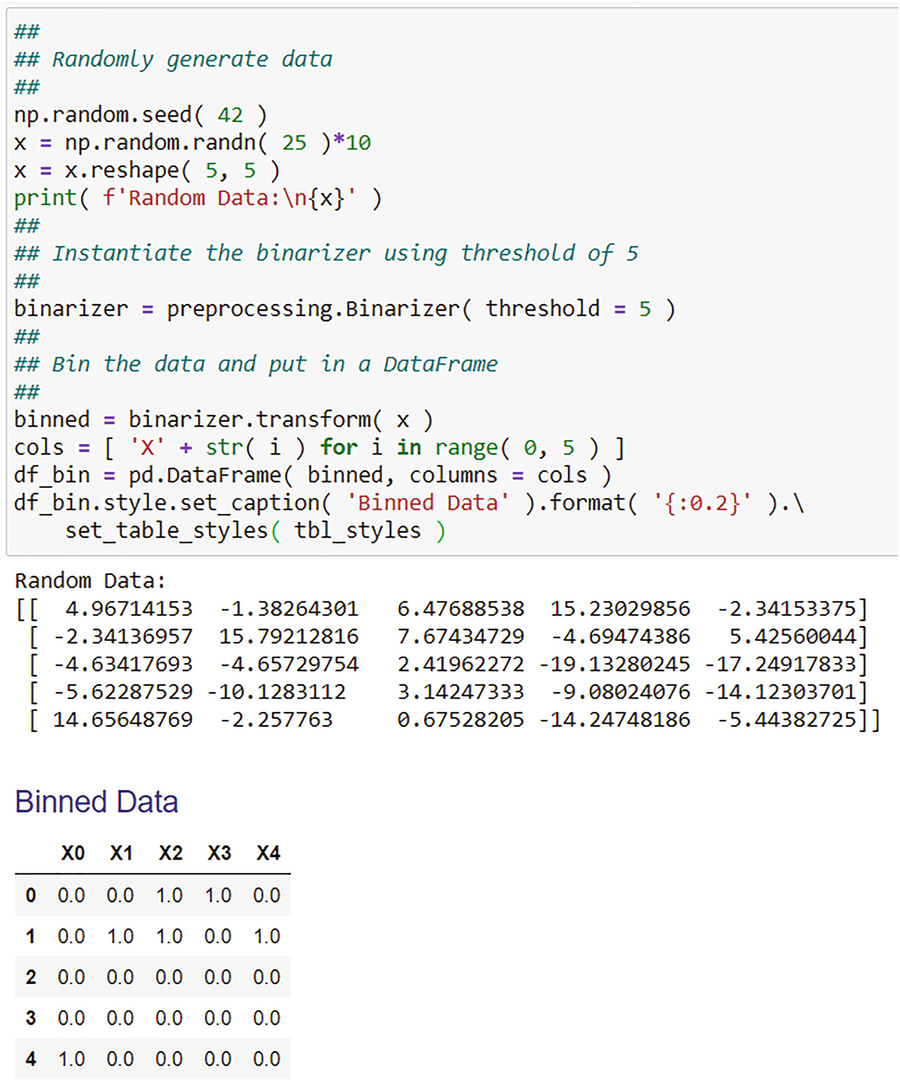 ##
## Randomly generate data
##
np.random.seed( 42 )
x = np.random.randn( 25 )*10
x = x.reshape( 5, 5 )
print( f'Random Data:\n{x}' )
##
## Instantiate the binarizer using threshold of 5
##
binarizer = preprocessing.Binarizer( threshold = 5 )
##
## Bin the data and put in a DataFrame
##
binned = binarizer.transform( x )
cols = [ 'X' + str( i ) for i in range( 0, 5 ) ]
df_bin = pd.DataFrame( binned, columns = cols )
df_bin.style.set_caption( 'Binned Data' ).format( '{:0.2}' ).\
    set_table_styles( tbl_styles )
Random Data:
[[  4.96714153  -1.38264301   6.47688538  15.23029856  -2.34153375]
 [ -2.34136957  15.79212816   7.67434729  -4.69474386   5.42560044]
 [ -4.63417693  -4.65729754   2.41962272 -19.13280245 -17.24917833]
 [ -5.62287529 -10.1283112    3.14247333  -9.08024076 -14.12303701]
 [ 14.65648769  -2.257763     0.67528205 -14.24748186  -5.44382725]]
Binned Data
X0 X1 X2 X3 X4
0 0.0 0.0 1.0 1.0 0.0
1 0.0 1.0 1.0 0.0 1.0
2 0.0 0.0 0.0 0.0 0.0
3 0.0 0.0 0.0 0.0 0.0
4 1.0 0.0 0.0 0.0 0.0